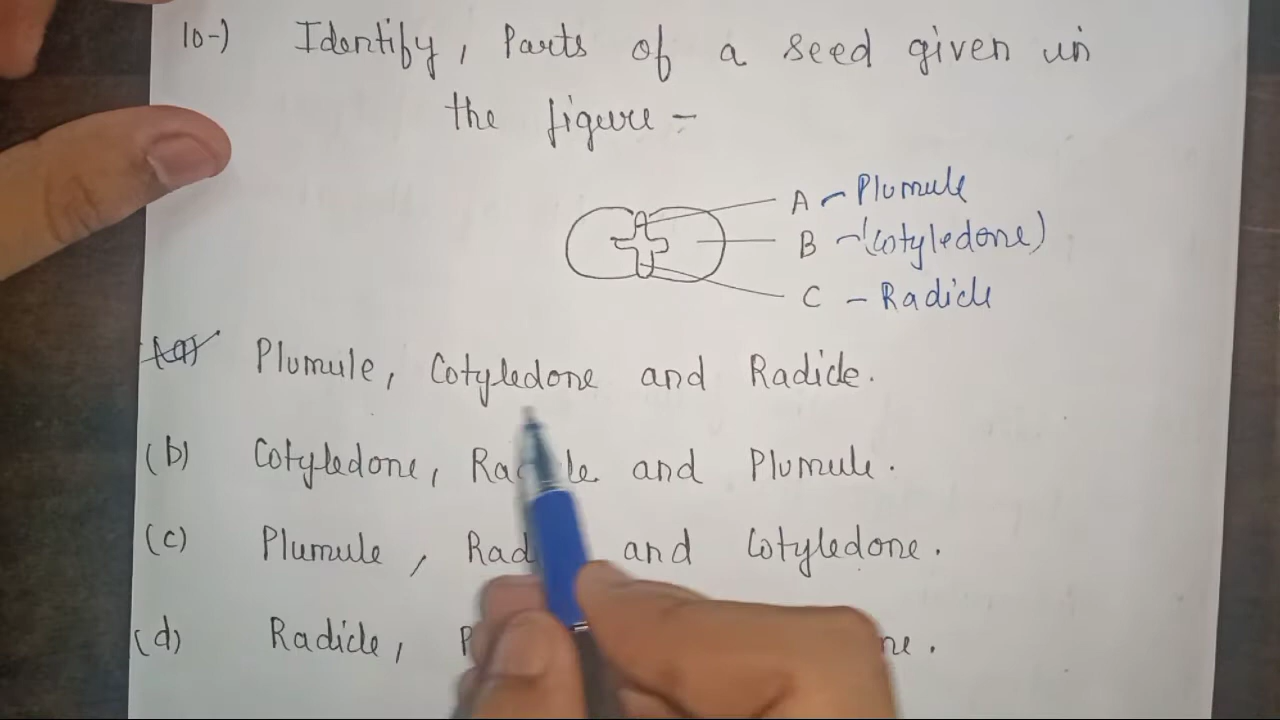 10-) Identify, Parts of a seed given in
the figure -
A - Plumule
B - (Cotyledone)
C - Radicle
(a) Plumule, Cotyledone and Radicle.
(b) Cotyledone, and Plumule.
(c) Plumule, and Cotyledone.
(d) Radicle,